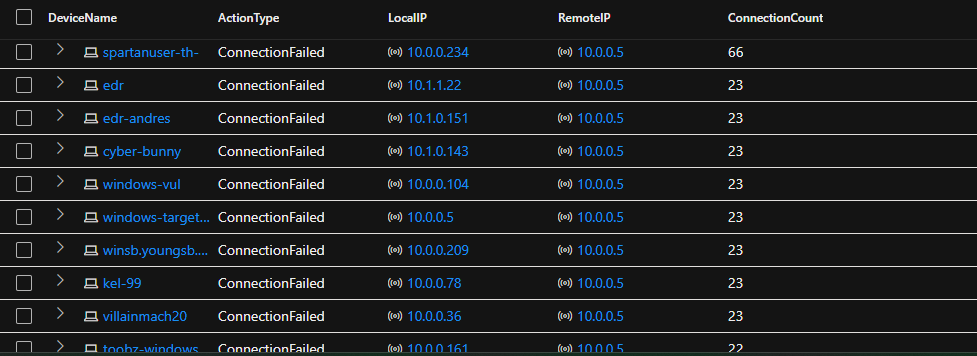 DeviceName ActionType LocalIP RemoteIP ConnectionCount
spartanuser-th- ConnectionFailed 10.0.0.234 10.0.0.5 66
edr ConnectionFailed 10.1.1.22 10.0.0.5 23
edr-andres ConnectionFailed 10.1.0.151 10.0.0.5 23
cyber-bunny ConnectionFailed 10.1.0.143 10.0.0.5 23
windows-vul ConnectionFailed 10.0.0.104 10.0.0.5 23
windows-target... ConnectionFailed 10.0.0.5 10.0.0.5 23
winsb.youngsb.... ConnectionFailed 10.0.0.209 10.0.0.5 23
kel-99 ConnectionFailed 10.0.0.78 10.0.0.5 23
villainmach20 ConnectionFailed 10.0.0.36 10.0.0.5 23
toobz-windows ConnectionFailed 10.0.0.161 10.0.0.5 22